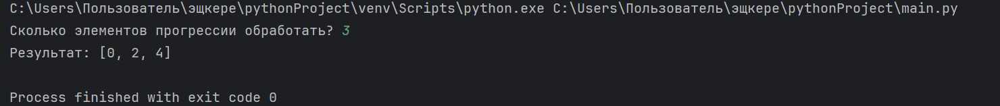 C:\Users\Пользователь\эщкере\pythonProject\venv\Scripts\python.exe C:\Users\Пользователь\эщкере\pythonProject\main.py
Сколько элементов прогрессии обработать? 3
Результат: [0, 2, 4]
Process finished with exit code 0